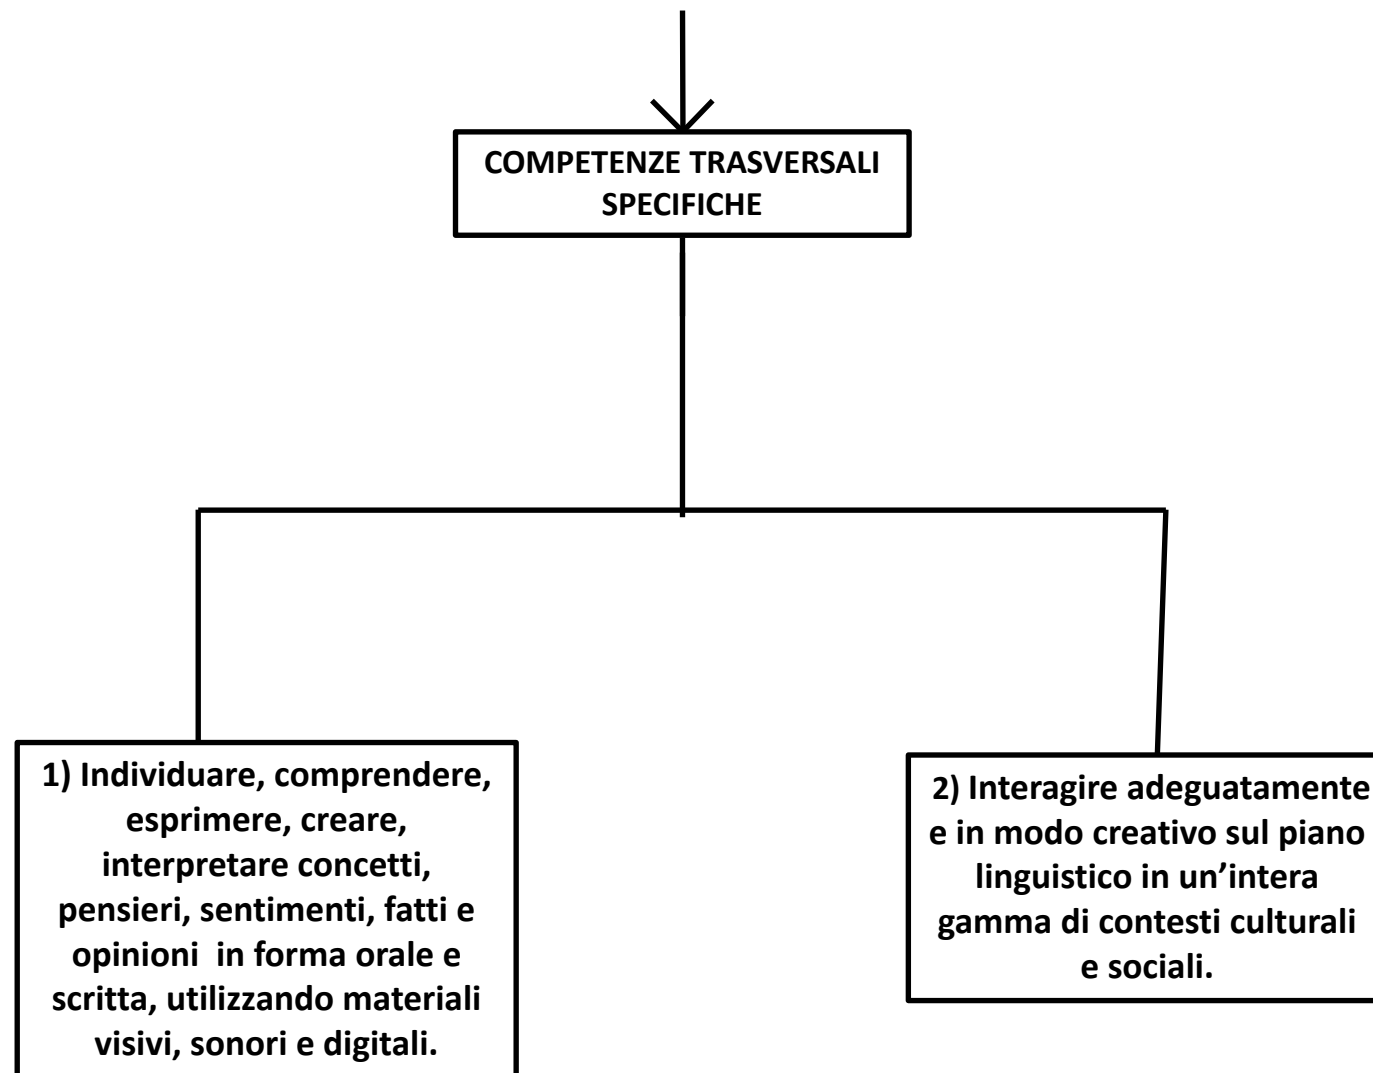 COMPETENZE TRASVERSALI
SPECIFICHE
1) Individuare, comprendere,
esprimere, creare,
interpretare concetti,
pensieri, sentimenti, fatti e
opinioni  in forma orale e
scritta, utilizzando materiali
visivi, sonori e digitali.
2) Interagire adeguatamente
e in modo creativo sul piano
linguistico in un’intera
gamma di contesti culturali
e sociali.